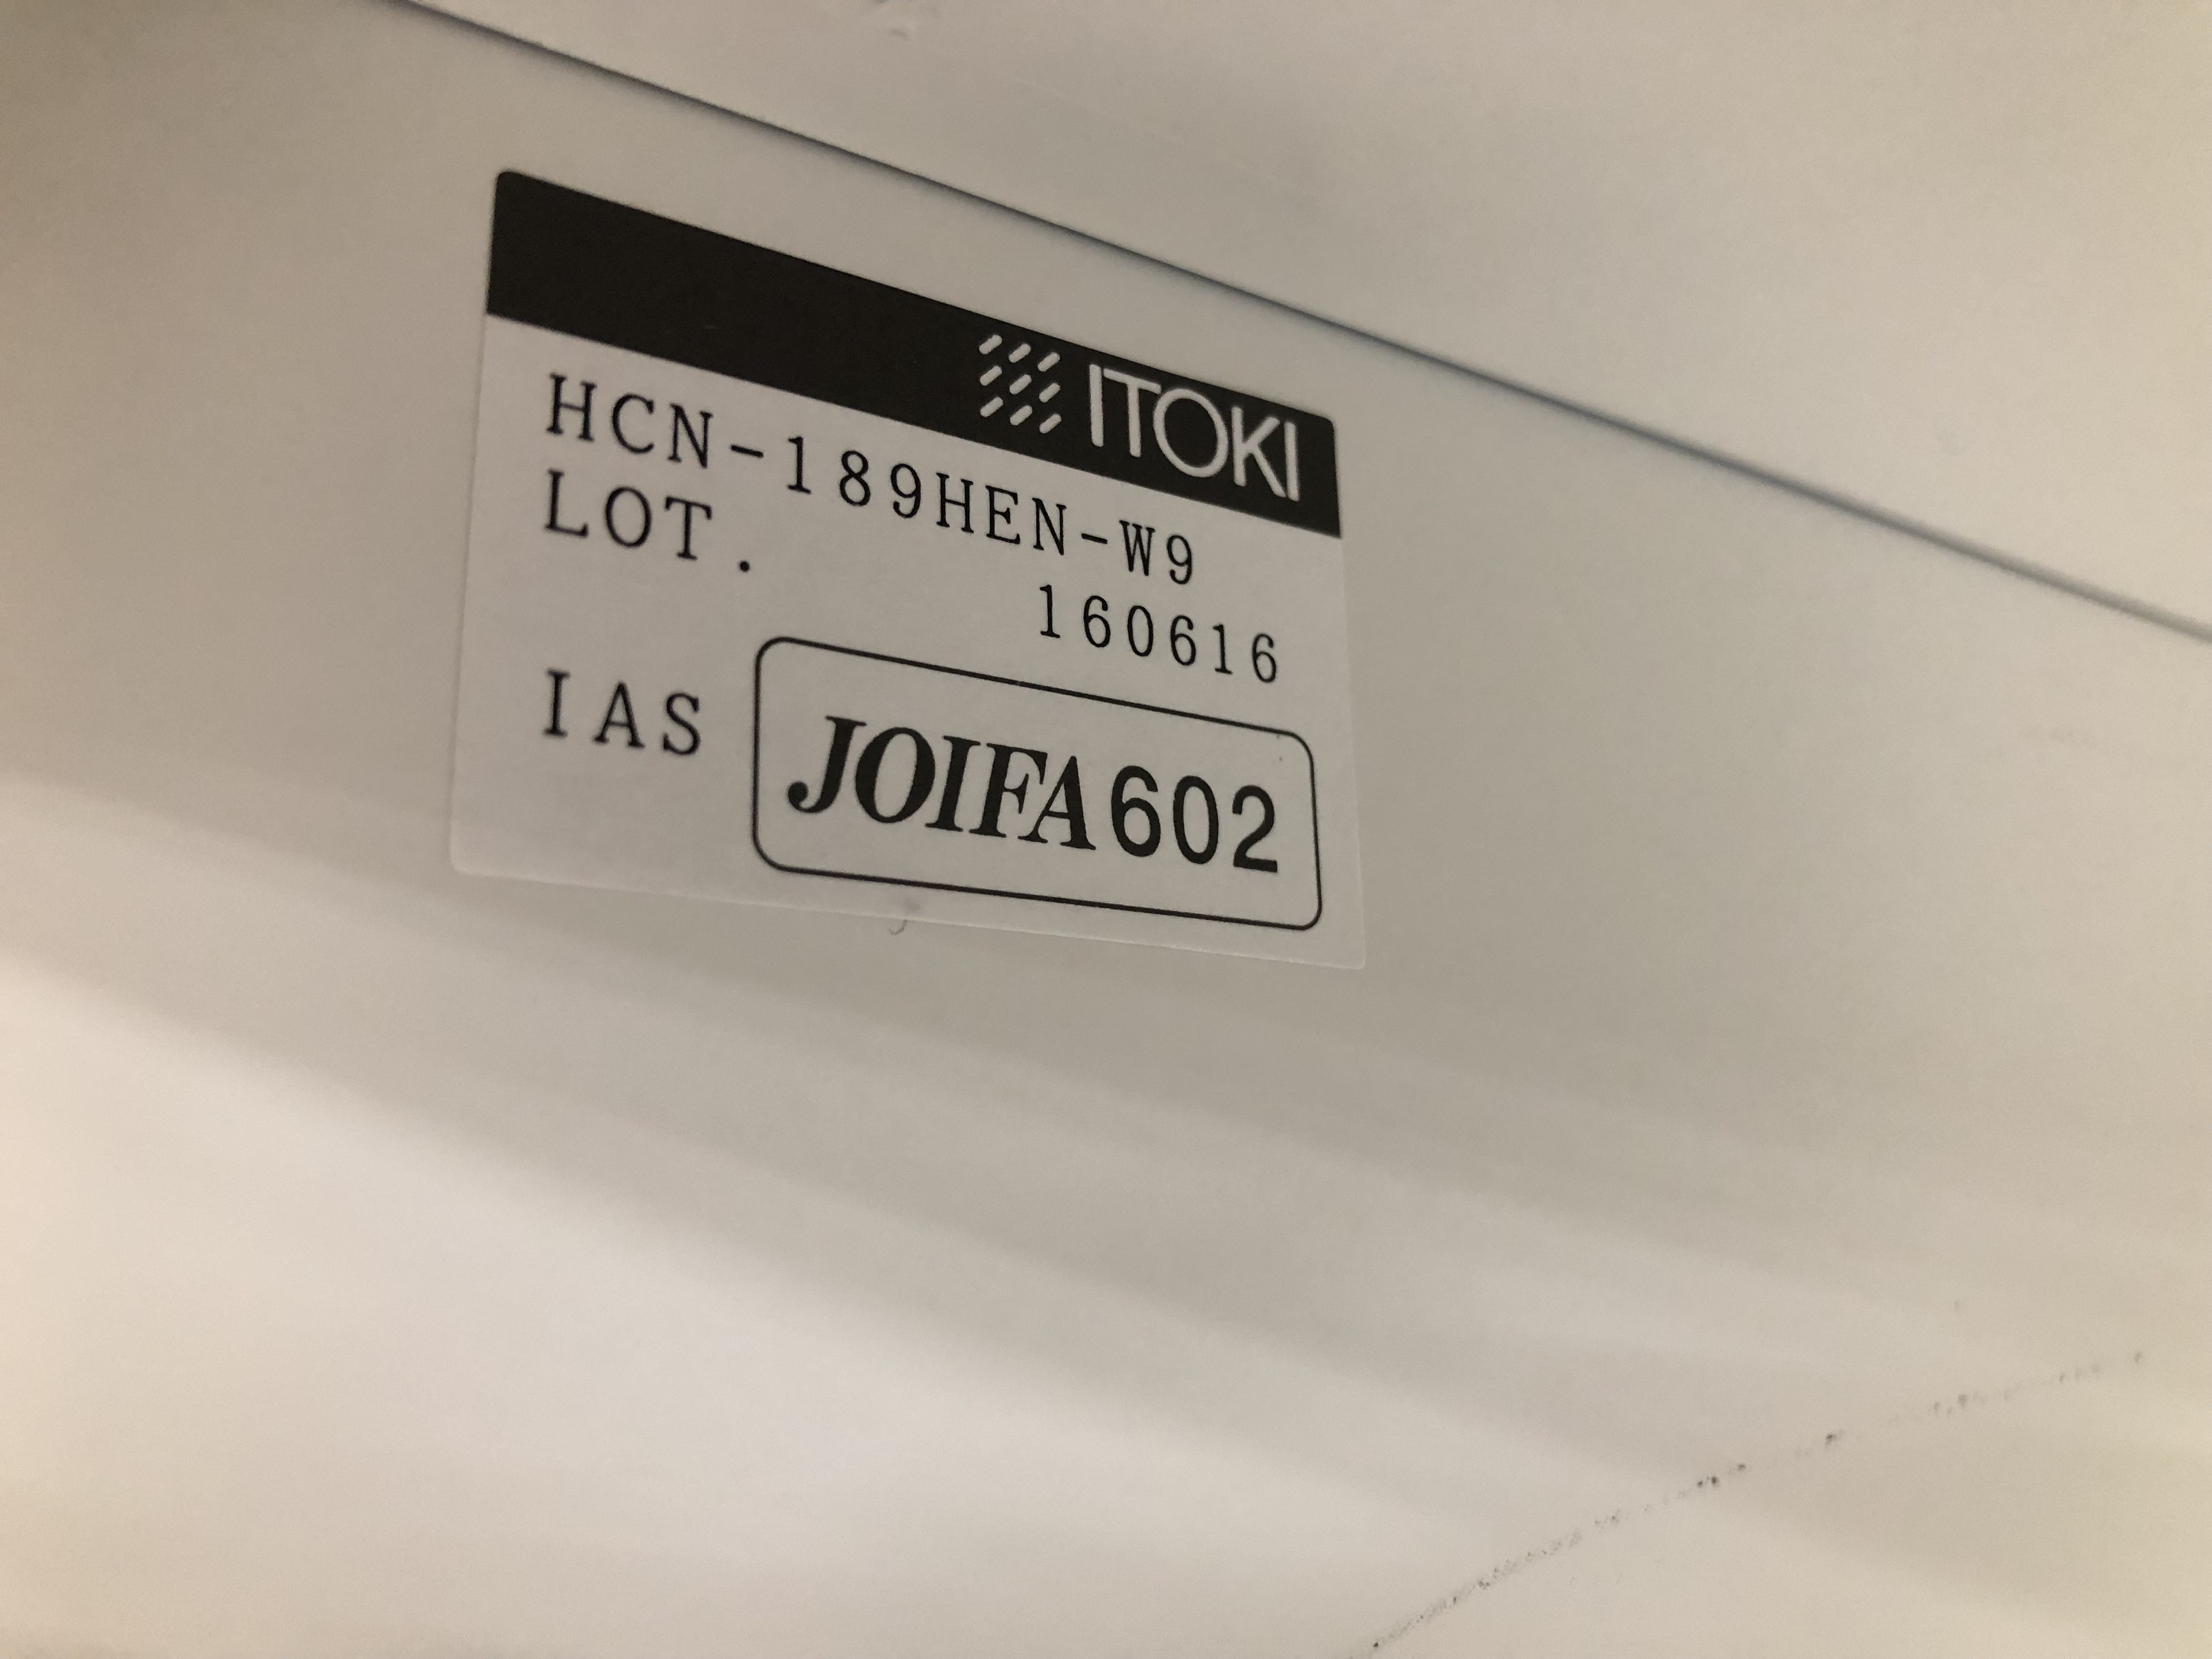 ITOKI
HCN-189HEN-W9
LOT. 160616
IAS JOIFA602